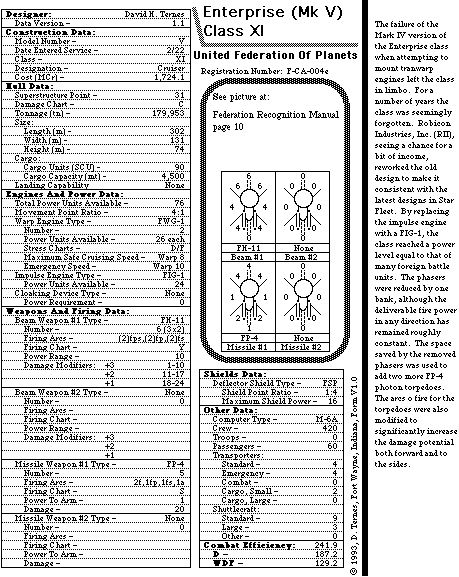 Designer: David H. Ternes
Data Version - 1.1
Construction Data:
Model Number - V
Date Entered Service - 2/22
Class - XI
Designation - Cruiser
Cost (MCr) - 1,724.1
Hull Data:
Superstructure Point - 31
Damage Chart - C
Tonnage (tn) - 179,953
Size:
Length (m) - 302
Width (m) - 131
Height (m) - 74
Cargo:
Cargo Units (SCU) - 90
Cargo Capacity (mt) - 4,500
Landing Capability None
Engines And Power Data:
Total Power Units Available - 76
Movement Point Ratio - 4:1
Warp Engine Type - FWG-1
Number - 2
Power Units Available - 26 each
Stress Charts - D/F
Maximum Safe Cruising Speed - Warp 8
Emergency Speed - Warp 10
Impulse Engine Type - FIG-1
Power Units Available - 24
Cloaking Device Type - None
Power Requirement - 0
Weapons And Firing Data:
Beam Weapon #1 Type - FH-11
Number - 6 (3x2)
Firing Arcs - (2)fps,(2)fp,(2)fs
Firing Chart - V
Power Range - 10
Damage Modifiers: +3 1-10
+2 11-17
+1 18-24
Beam Weapon #2 Type - None
Number - 0
Firing Arcs -
Firing Chart -
Power Range -
Damage Modifiers: +3
+2
+1
Missile Weapon #1 Type - FP-4
Number - 5
Firing Arcs - 2f,1fp,1fs,1a
Firing Chart - S
Power To Arm - 1
Damage - 20
Missile Weapon #2 Type - None
Number - 0
Firing Arcs -
Firing Chart -
Power To Arm -
Damage -
Enterprise (Mk V)
Class XI
United Federation Of Planets
Registration Number: F-CA-004e
See picture at:
Federation Recognition Manual
page 10
6 6 0 0
4 4 0 0
FH-11 None
Beam #1 Beam #2
FP-4 None
Missile #1 Missile #2
Shields Data:
Deflector Shield Type - FSP
Shield Point Ratio - 1:4
Maximum Shield Power - 16
Other Data:
Computer Type - M-6A
Crew - 420
Troops - 0
Passengers - 60
Transporters:
Standard - 4
Emergency - 4
Combat - 0
Cargo, Small - 2
Cargo, Large - 0
Shuttlecraft:
Standard - 9
Large - 3
Other - 0
Combat Efficiency: 241.9
D - 187.2
WDF - 129.2
© 1993, D. Ternes, Fort Wayne, Indiana, Form V1.0
The failure of the
Mark IV version of
the Enterprise class
when attempting to
mount tranwarp
engines left the class
in limbo. For a
number of years the
class was seemingly
forgotten. Robicon
Industries, Inc. (RII),
seeing a chance for a
bit of income,
reworked the old
design to make it
consistent with the
latest designs in Star
Fleet. By replacing
the impulse engine
with a FIG-1, the
class reached a power
level equal to that of
many foreign battle
units. The phasers
were reduced by one
bank, although the
deliverable fire power
in any direction has
remained roughly
constant. The space
saved by the removed
phasers was used to
add two more FP-4
photon torpedoes.
The arcs o fire for the
torpedoes were also
modified to
significantly increase
the damage potential
both forward and to
the sides.